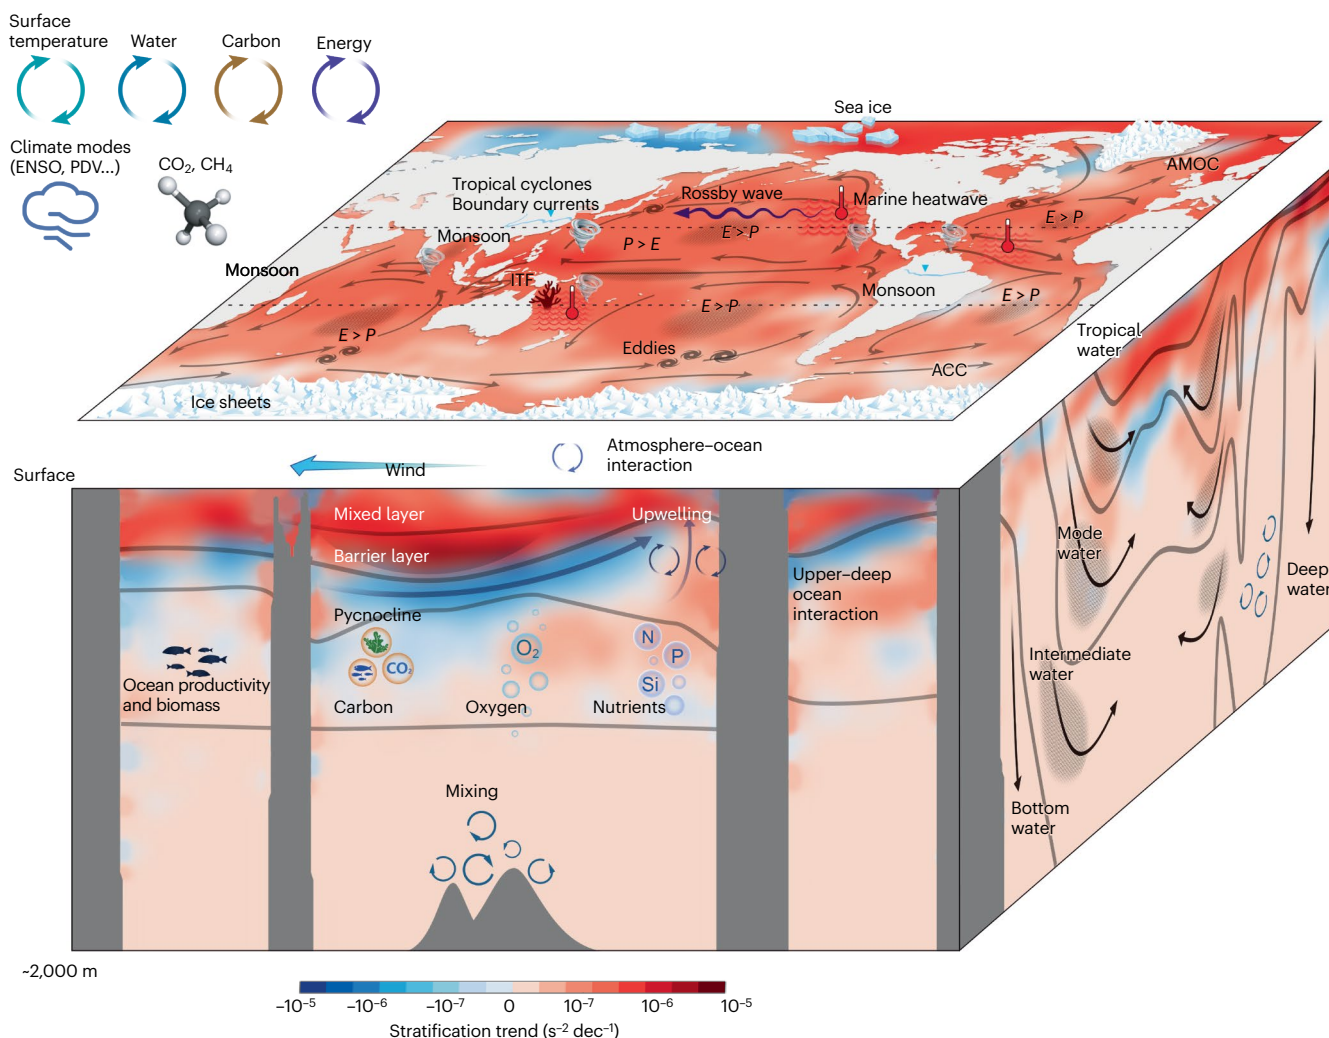 Surface
temperature
Water
Carbon
Energy
Climate modes
(ENSO, PDV...)
CO₂, CH₄
Sea ice
AMOC
Tropical cyclones
Boundary currents
Rossby wave
Marine heatwave
E > P
Monsoon
P > E
E > P
Monsoon
ITF
Monsoon
E > P
E > P
E > P
Eddies
ACC
Ice sheets
Tropical
water
Surface
Wind
Atmosphere–ocean
interaction
Mixed layer
Upwelling
Barrier layer
Mode
water
Upper–deep
ocean
interaction
Deep
water
Pycnocline
N
O₂
P
CO₂
Si
Intermediate
water
Ocean productivity
and biomass
Carbon
Oxygen
Nutrients
Mixing
Bottom
water
~2,000 m
–10⁻⁵
–10⁻⁶
–10⁻⁷
0
10⁻⁷
10⁻⁶
10⁻⁵
Stratification trend (s⁻² dec⁻¹)